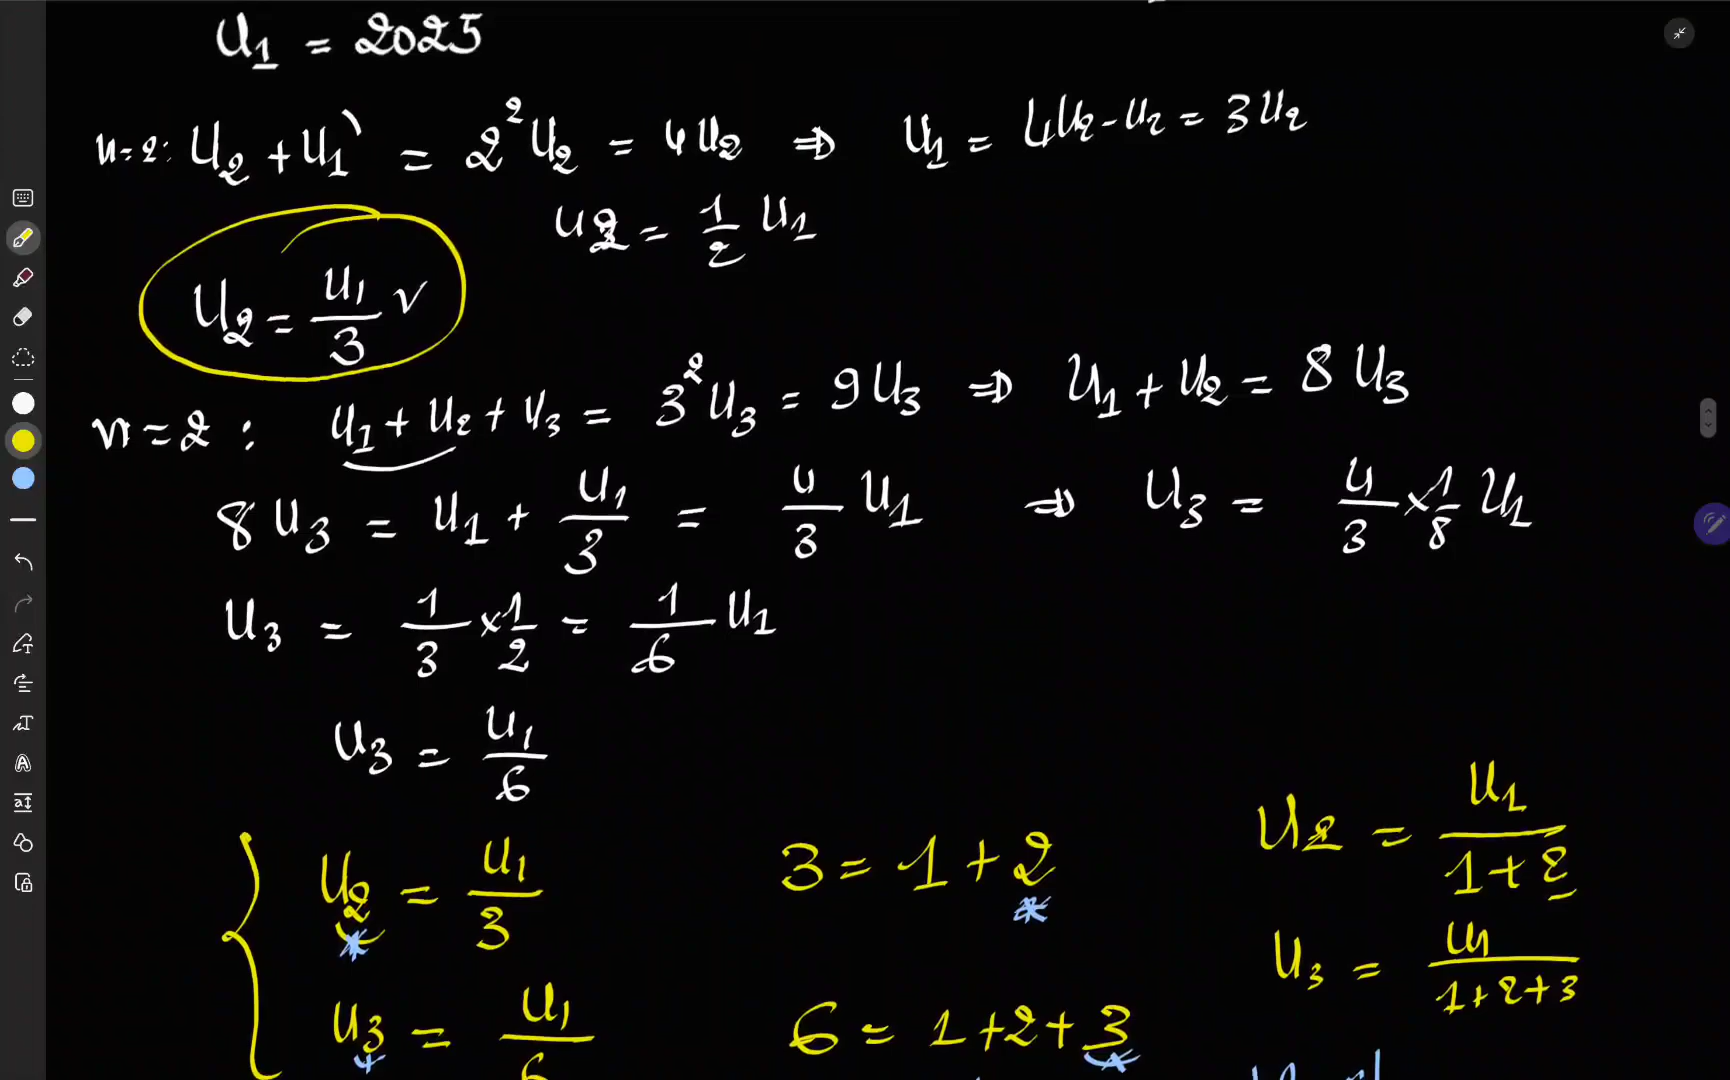 U₁ = 2025
n=2: U₂ + U₁ = 2² U₂ = 4U₂ ⇒ U₁ = 4U₂ - U₂ = 3U₂
U₂ = 1/2 U₁
U₂ = U₁/3 ✓
n = 2 : U₁ + U₂ + U₃ = 3² U₃ = 9U₃ ⇒ U₁ + U₂ = 8U₃
8U₃ = U₁ + U₁/3 = 4/3 U₁ ⇒ U₃ = 4/3 × 1/8 U₁
U₃ = 1/3 × 1/2 = 1/6 U₁
U₃ = U₁/6
U₂ = U₁/3 3 = 1 + 2 U₂ = U₁/(1+2)
* *
U₃ = U₁/6 6 = 1+2+3 U₃ = U₁/(1+2+3)